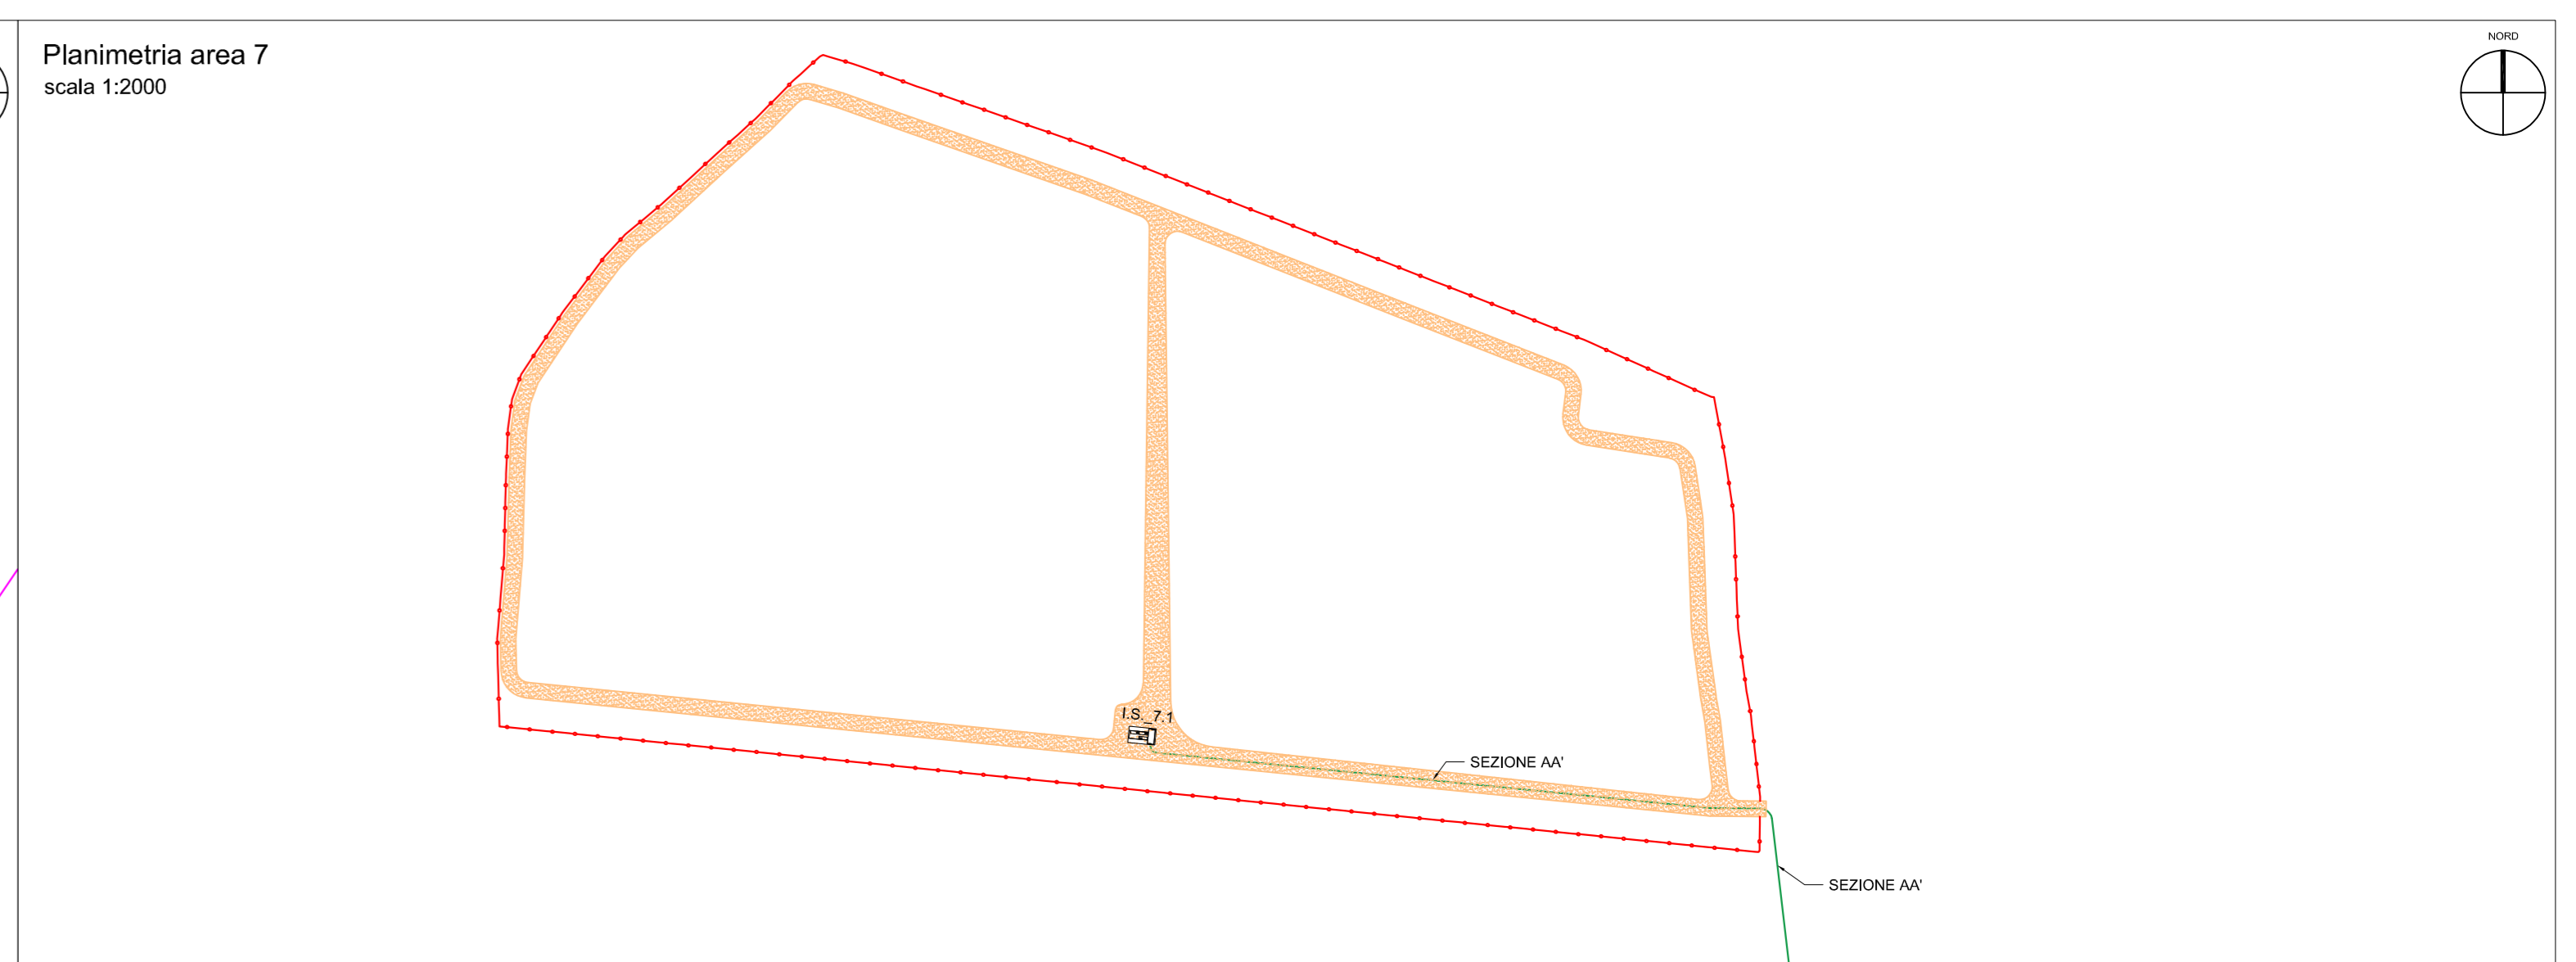 Planimetria area 7
scala 1:2000
NORD
I.S._7.1
SEZIONE AA'
SEZIONE AA'